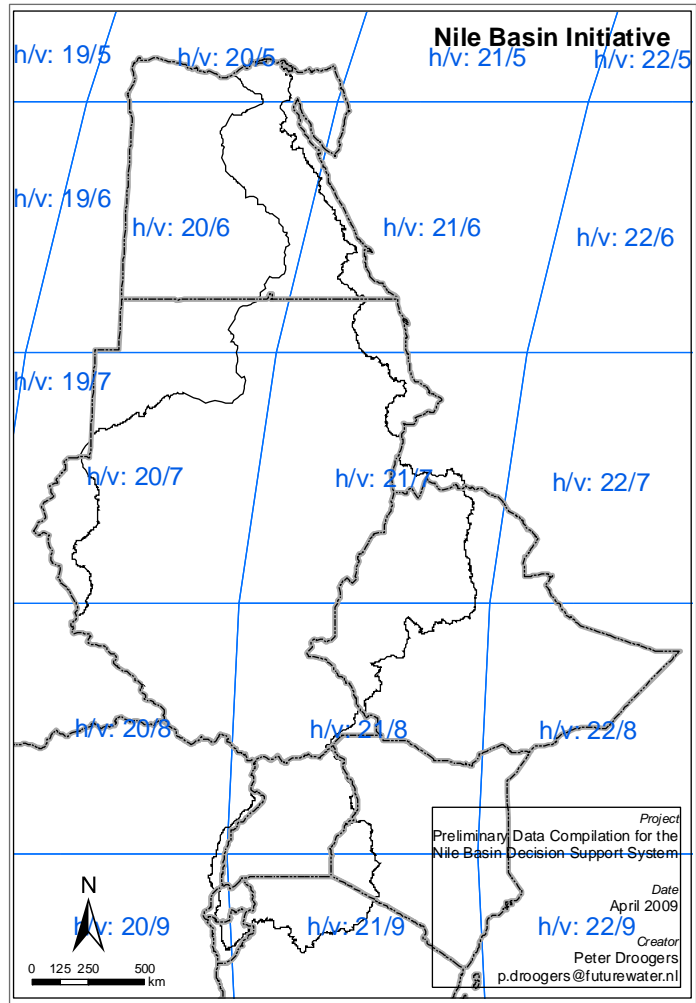 Nile Basin Initiative
h/v: 19/5
h/v: 20/5
h/v: 21/5
h/v: 22/5
h/v: 19/6
h/v: 20/6
h/v: 21/6
h/v: 22/6
h/v: 19/7
h/v: 20/7
h/v: 21/7
h/v: 22/7
h/v: 20/8
h/v: 21/8
h/v: 22/8
h/v: 20/9
h/v: 21/9
h/v: 22/9
Project
Preliminary Data Compilation for the
Nile Basin Decision Support System
Date
April 2009
Creator
Peter Droogers
p.droogers@futurewater.nl
N
0 125 250 500
km